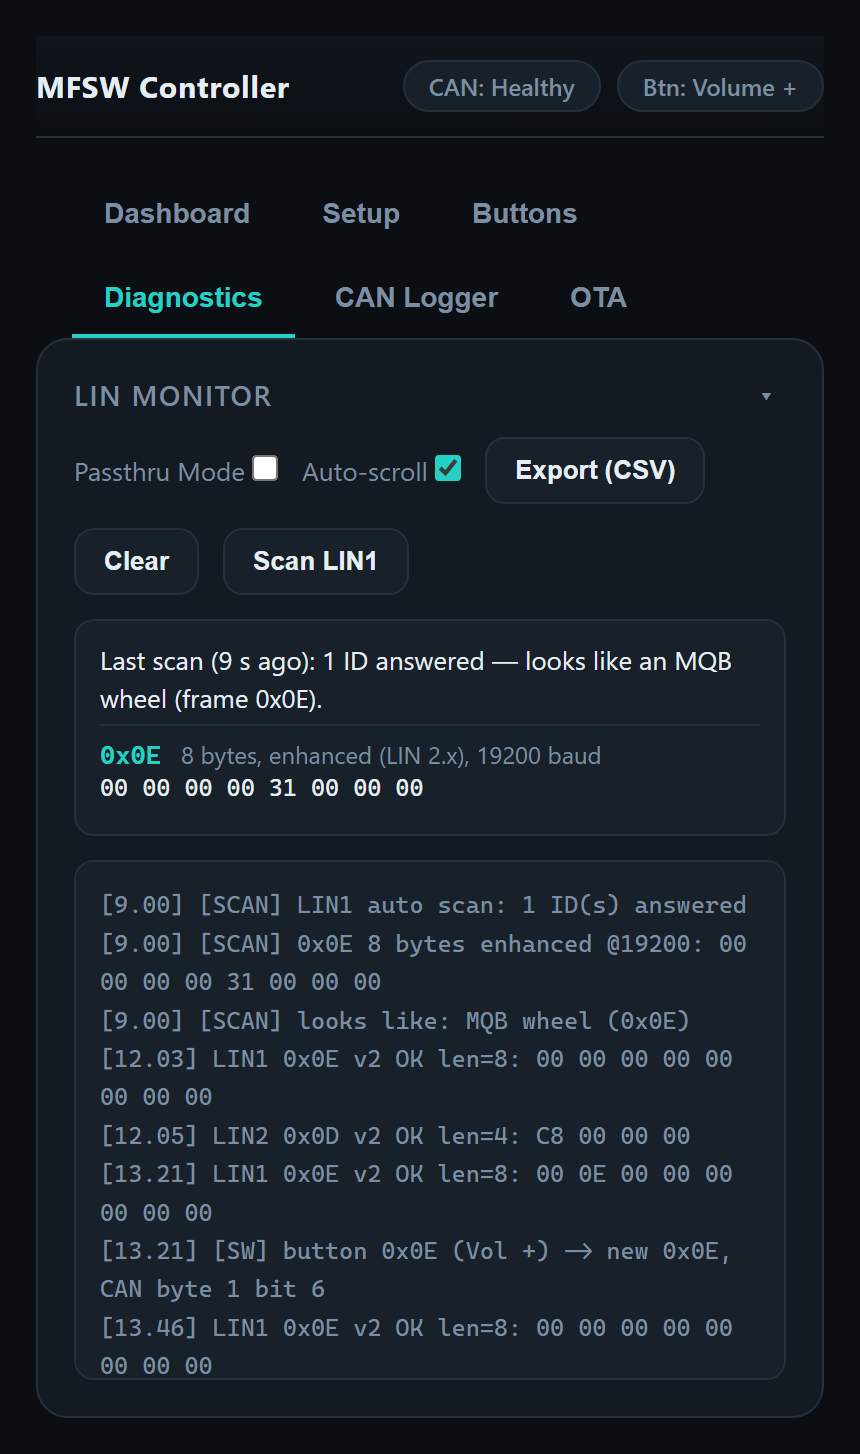 MFSW Controller
CAN: Healthy
Btn: Volume +
Dashboard
Setup
Buttons
Diagnostics
CAN Logger
OTA
LIN MONITOR
▼
Passthru Mode
Auto-scroll
Export (CSV)
Clear
Scan LIN1
Last scan (9 s ago): 1 ID answered — looks like an MQB
wheel (frame 0x0E).
0x0E 8 bytes, enhanced (LIN 2.x), 19200 baud
00 00 00 00 31 00 00 00
[9.00] [SCAN] LIN1 auto scan: 1 ID(s) answered
[9.00] [SCAN] 0x0E 8 bytes enhanced @19200: 00
00 00 00 31 00 00 00
[9.00] [SCAN] looks like: MQB wheel (0x0E)
[12.03] LIN1 0x0E v2 OK len=8: 00 00 00 00 00
00 00 00
[12.05] LIN2 0x0D v2 OK len=4: C8 00 00 00
[13.21] LIN1 0x0E v2 OK len=8: 00 0E 00 00 00
00 00 00
[13.21] [SW] button 0x0E (Vol +) → new 0x0E,
CAN byte 1 bit 6
[13.46] LIN1 0x0E v2 OK len=8: 00 00 00 00 00
00 00 00